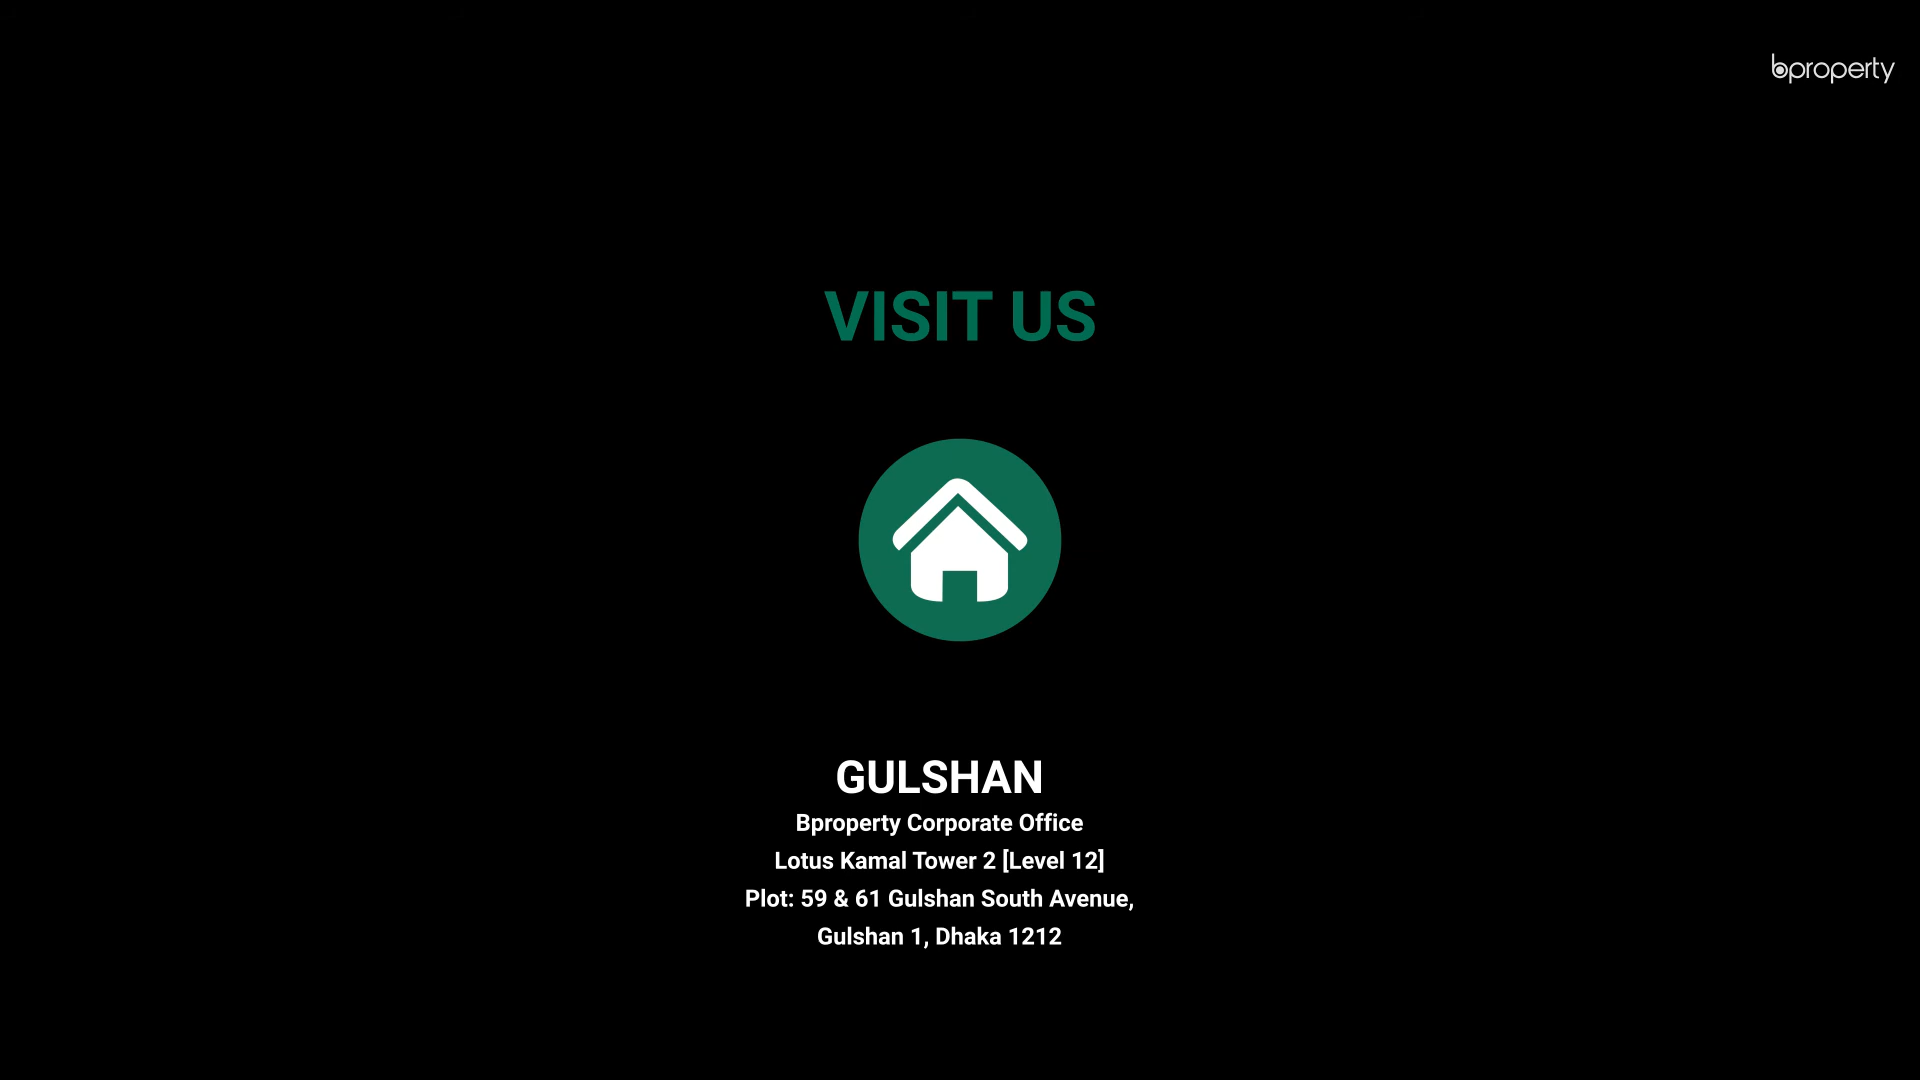 bproperty
VISIT US
GULSHAN
Bproperty Corporate Office
Lotus Kamal Tower 2 [Level 12]
Plot: 59 & 61 Gulshan South Avenue,
Gulshan 1, Dhaka 1212